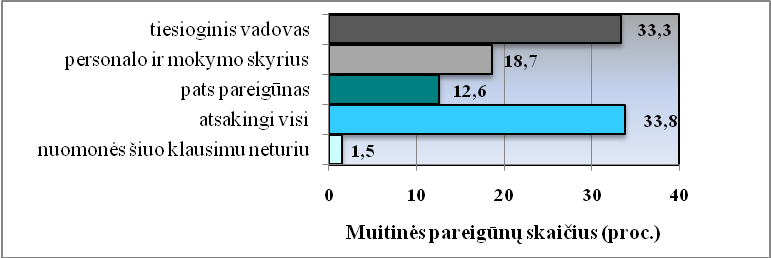 tiesioginis vadovas 33,3
personalo ir mokymo skyrius 18,7
pats pareigūnas 12,6
atsakingi visi 33,8
nuomonės šiuo klausimu neturiu 1,5
0 10 20 30 40
Muitinės pareigūnų skaičius (proc.)